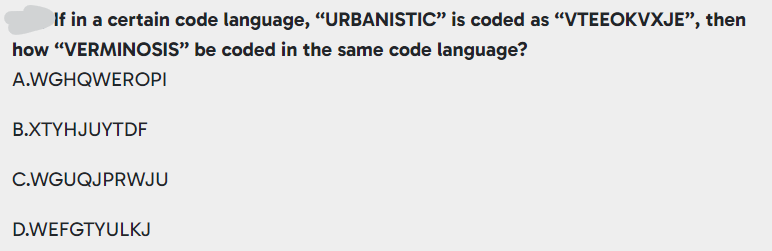 If in a certain code language, “URBANISTIC” is coded as “VTEEOKVXJE”, then
how “VERMINOSIS” be coded in the same code language?
A.WGHQWEROPI
B.XTYHJUYTDF
C.WGUQJPRWJU
D.WEFGTYULKJ